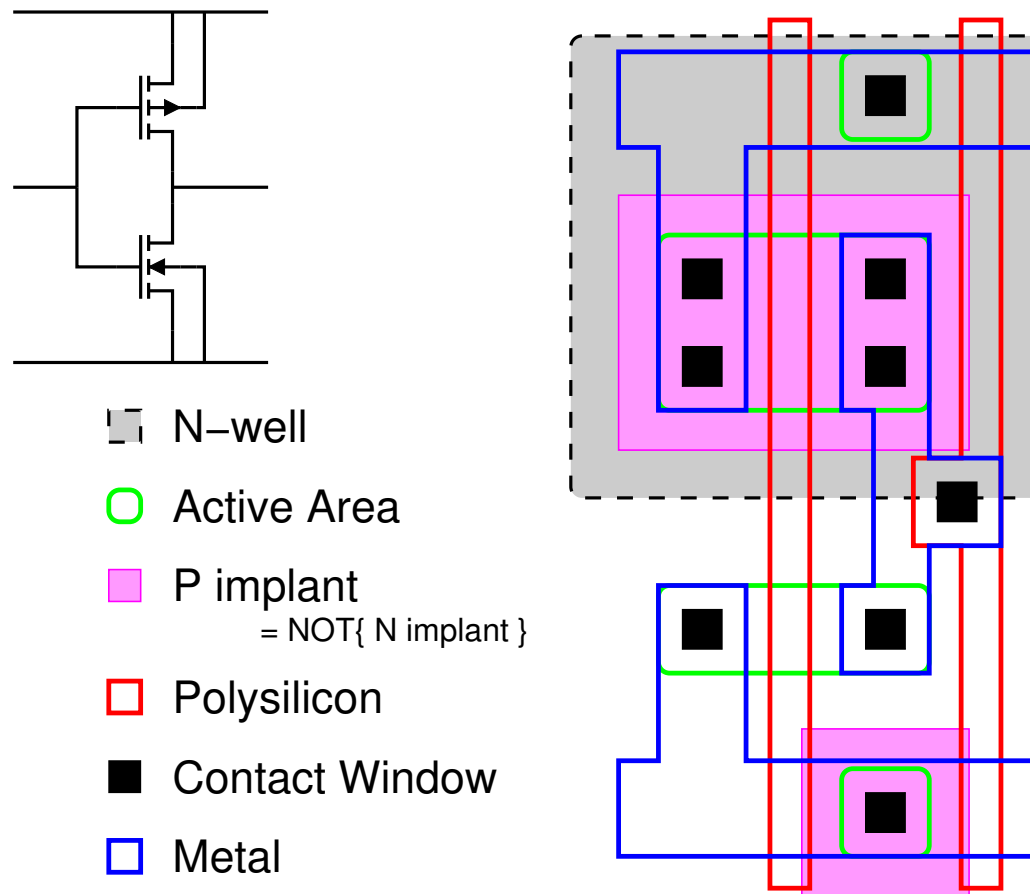 N−well
Active Area
P implant
= NOT{ N implant }
Polysilicon
Contact Window
Metal